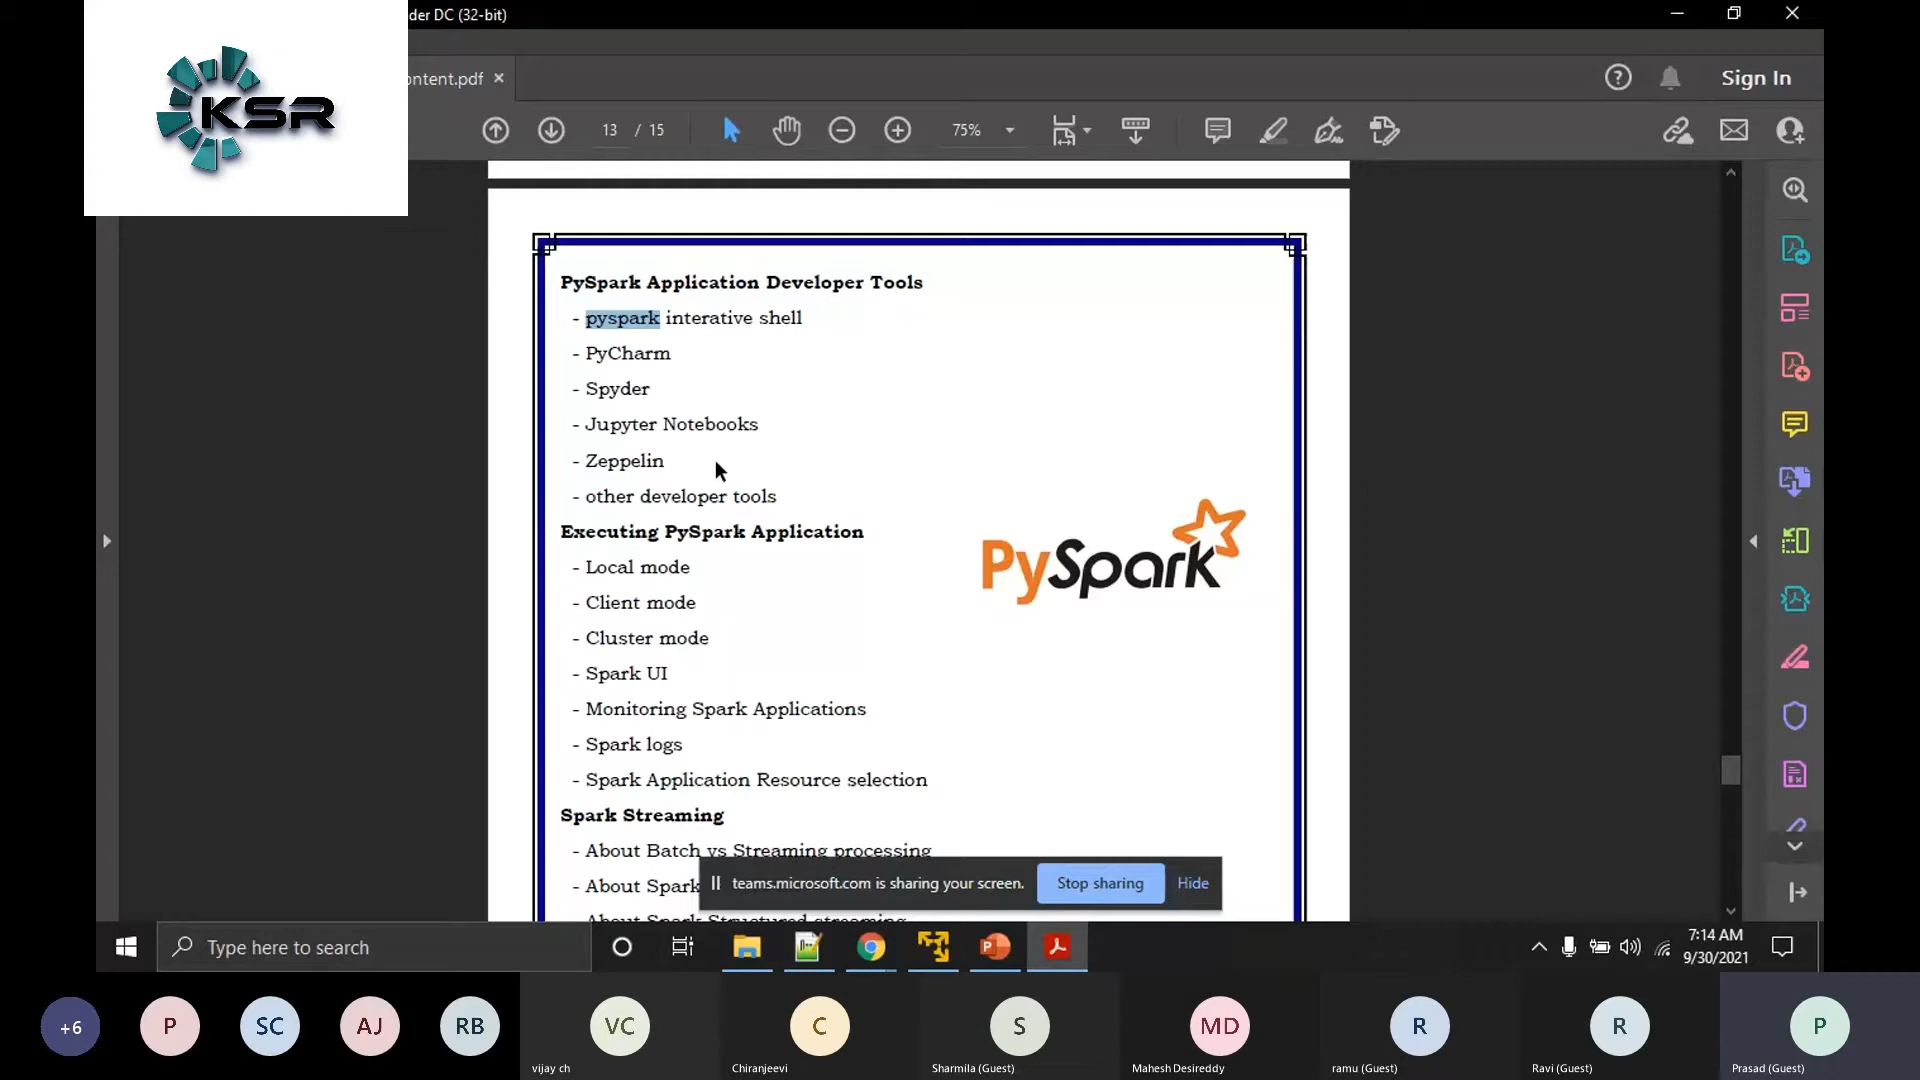 der DC (32-bit)
KSR
ontent.pdf
Sign In
13 / 15
75%
PySpark Application Developer Tools
- pyspark interative shell
- PyCharm
- Spyder
- Jupyter Notebooks
- Zeppelin
- other developer tools
Executing PySpark Application
- Local mode
- Client mode
- Cluster mode
- Spark UI
- Monitoring Spark Applications
- Spark logs
- Spark Application Resource selection
PySpark
Spark Streaming
- About Batch vs Streaming processing
- About Spark
- About Spark Structured streaming
teams.microsoft.com is sharing your screen.
Stop sharing
Hide
Type here to search
7:14 AM
9/30/2021
+6
P
SC
AJ
RB
VC
C
S
MD
R
R
P
vijay ch
Chiranjeevi
Sharmila (Guest)
Mahesh Desireddy
ramu (Guest)
Ravi (Guest)
Prasad (Guest)